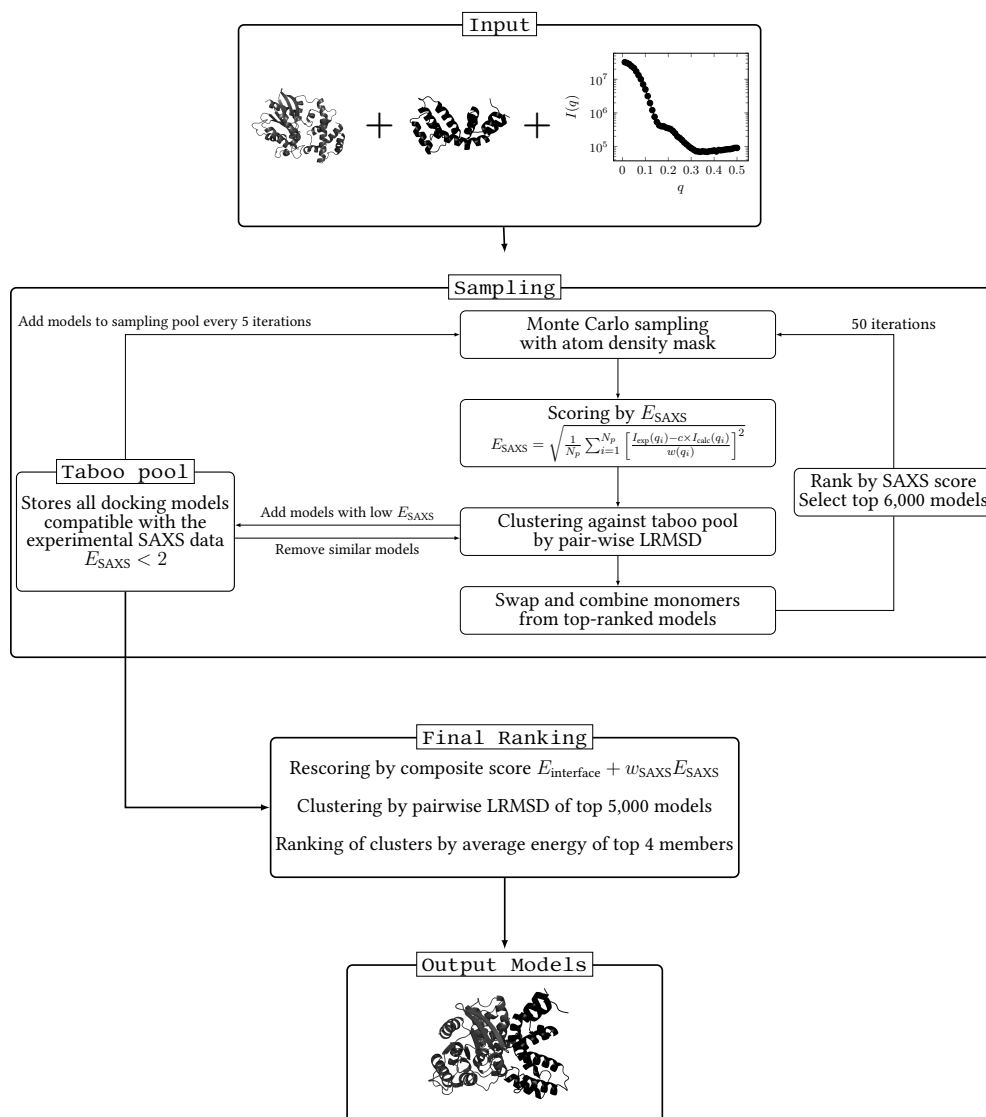 Input
+
+
I(q)
10^7
10^6
10^5
0 0.1 0.2 0.3 0.4 0.5
q
Sampling
Add models to sampling pool every 5 iterations
Monte Carlo sampling
with atom density mask
50 iterations
Scoring by E_SAXS
E_SAXS = √(1/N_p ∑_{i=1}^{N_p} [(I_exp(q_i)−c×I_calc(q_i))/w(q_i)]^2)
Taboo pool
Stores all docking models
compatible with the
experimental SAXS data
E_SAXS < 2
Add models with low E_SAXS
Remove similar models
Clustering against taboo pool
by pair-wise LRMSD
Rank by SAXS score
Select top 6,000 models
Swap and combine monomers
from top-ranked models
Final Ranking
Rescoring by composite score E_interface + w_SAXS E_SAXS
Clustering by pairwise LRMSD of top 5,000 models
Ranking of clusters by average energy of top 4 members
Output Models